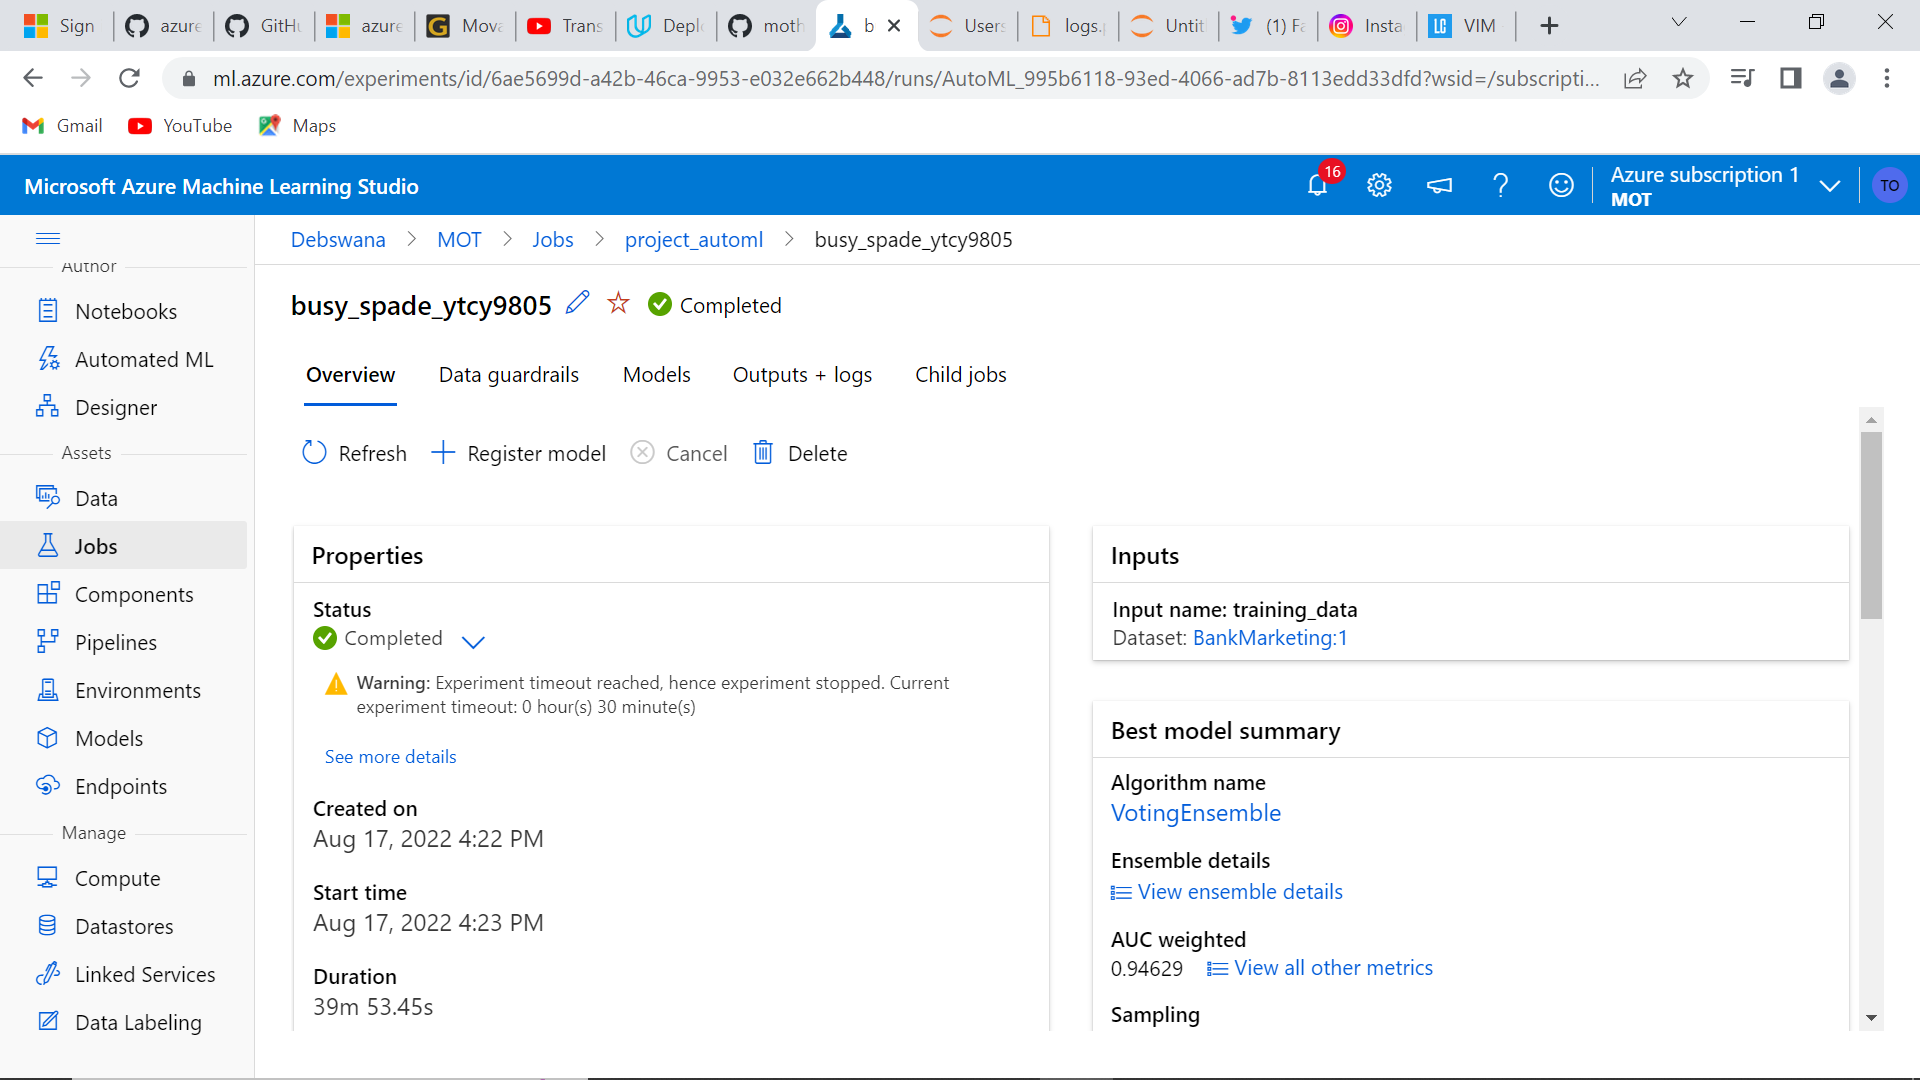 Sign azure GitHu azure Mova Trans Deplo moth b Users logs.p Untit (1) Fa Insta VIM
ml.azure.com/experiments/id/6ae5699d-a42b-46ca-9953-e032e662b448/runs/AutoML_995b6118-93ed-4066-ad7b-8113edd33dfd?wsid=/subscripti...
Gmail YouTube Maps
Microsoft Azure Machine Learning Studio
16
Azure subscription 1
MOT
TO
Debswana > MOT > Jobs > project_automl > busy_spade_ytcy9805
Author
Notebooks
Automated ML
Designer
Assets
Data
Jobs
Components
Pipelines
Environments
Models
Endpoints
Manage
Compute
Datastores
Linked Services
Data Labeling
busy_spade_ytcy9805 Completed
Overview Data guardrails Models Outputs + logs Child jobs
Refresh Register model Cancel Delete
Properties
Status
Completed
Warning: Experiment timeout reached, hence experiment stopped. Current
experiment timeout: 0 hour(s) 30 minute(s)
See more details
Created on
Aug 17, 2022 4:22 PM
Start time
Aug 17, 2022 4:23 PM
Duration
39m 53.45s
Inputs
Input name: training_data
Dataset: BankMarketing:1
Best model summary
Algorithm name
VotingEnsemble
Ensemble details
View ensemble details
AUC weighted
0.94629 View all other metrics
Sampling